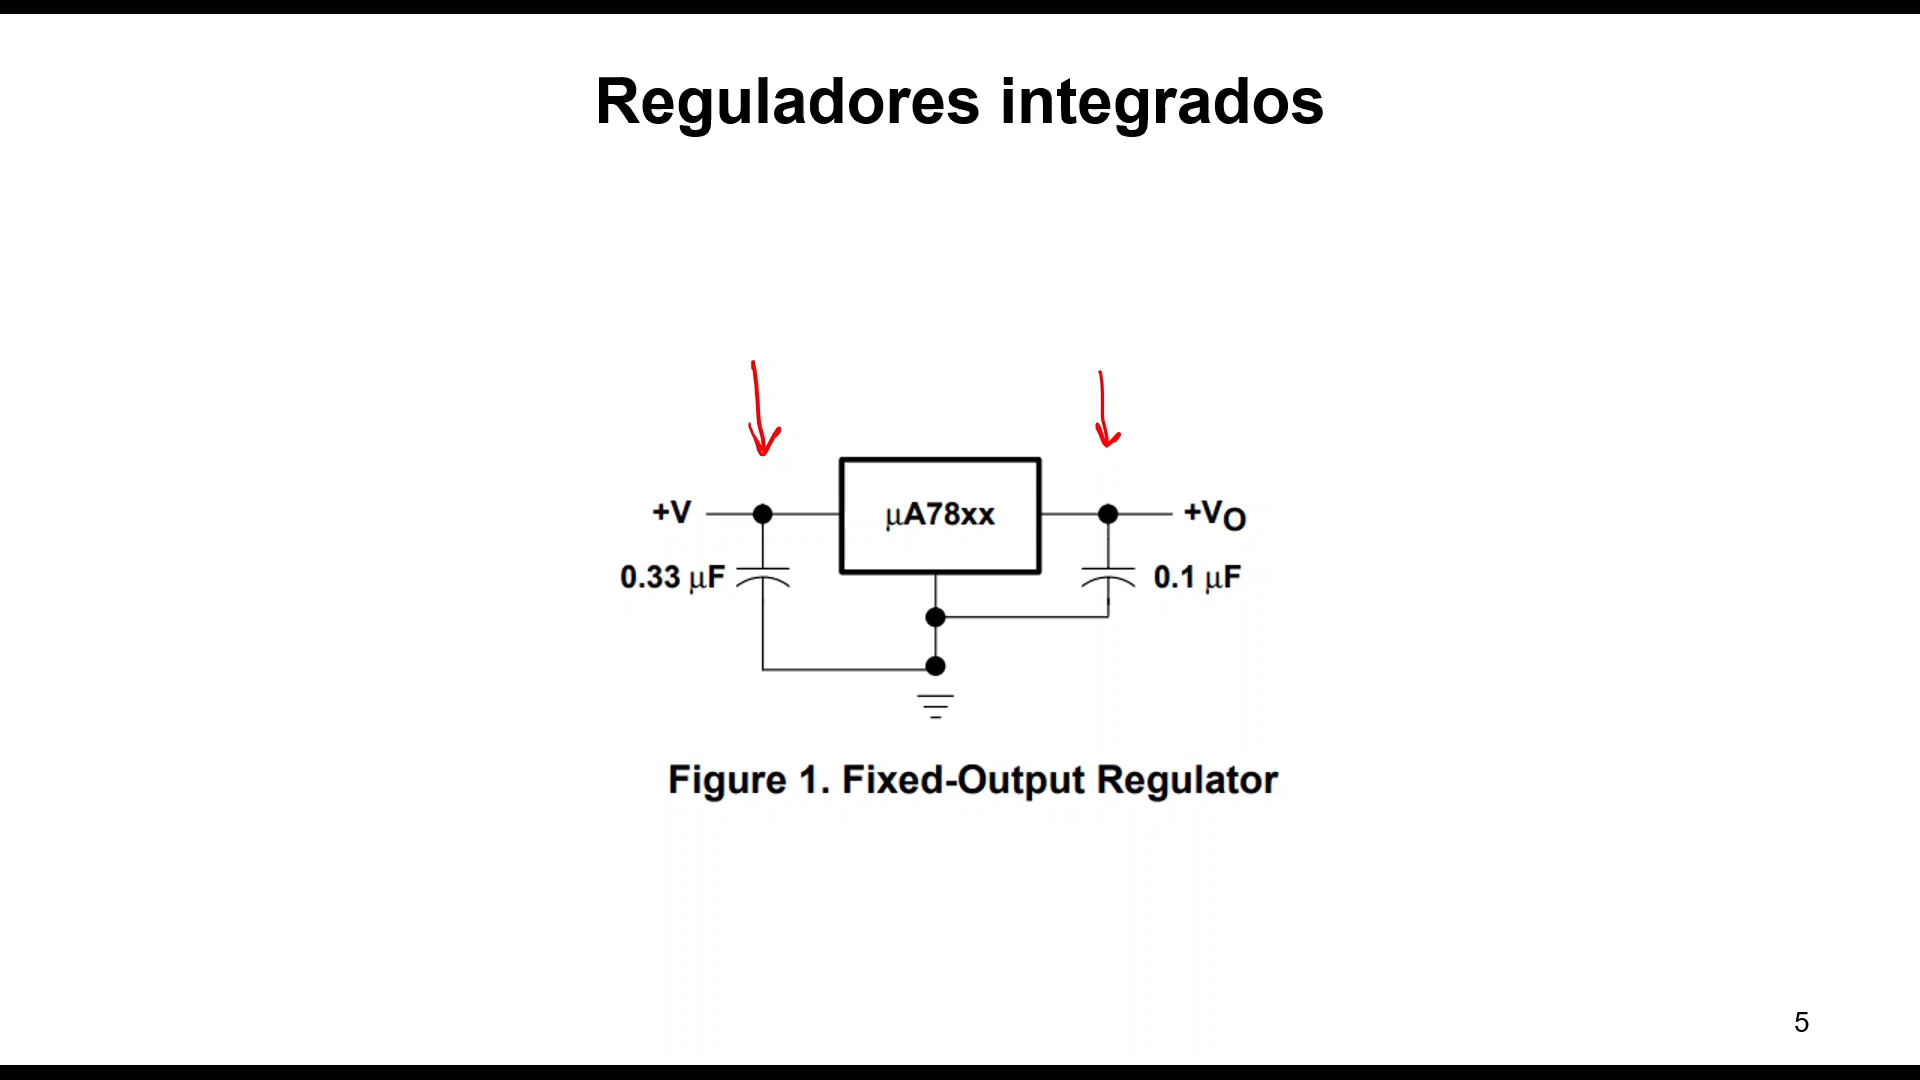 Reguladores integrados
+V
µA78xx
+VO
0.33 µF
0.1 µF
Figure 1. Fixed-Output Regulator
5